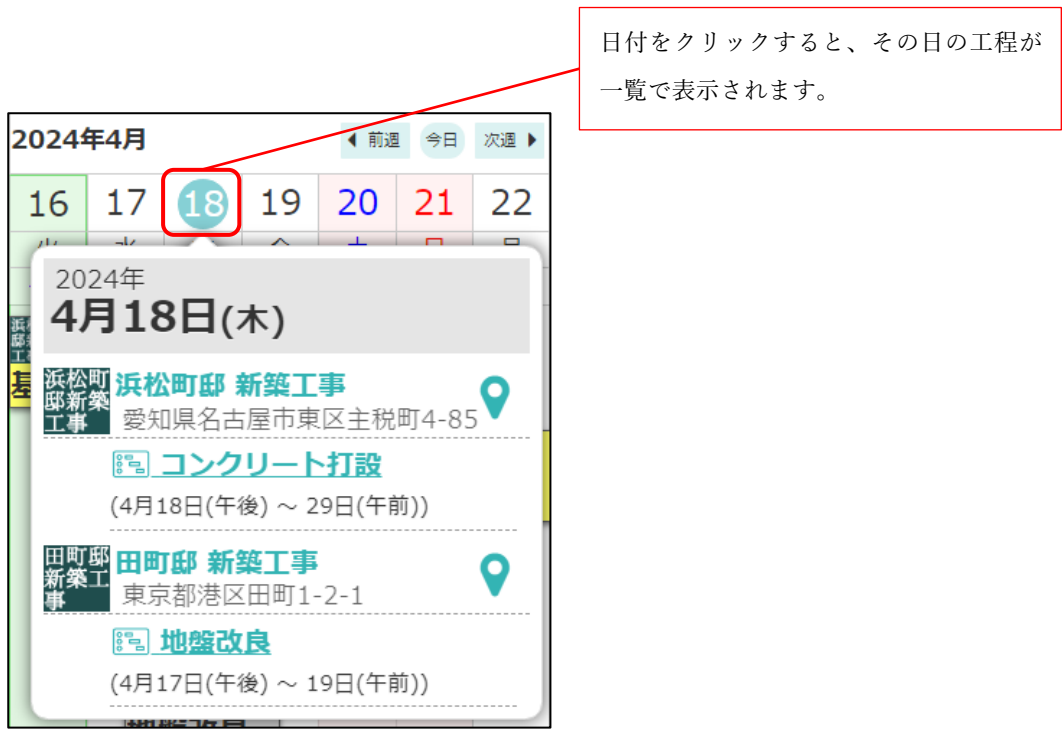 日付をクリックすると、その日の工程が
一覧で表示されます。
2024年4月
前週 今日 次週
16 17 18 19 20 21 22
2024年
4月18日(木)
浜松町
邸新築
工事
浜松町邸 新築工事
愛知県名古屋市東区主税町4-85
コンクリート打設
(4月18日(午後) ～ 29日(午前))
田町邸
新築工
事
田町邸 新築工事
東京都港区田町1-2-1
地盤改良
(4月17日(午後) ～ 19日(午前))